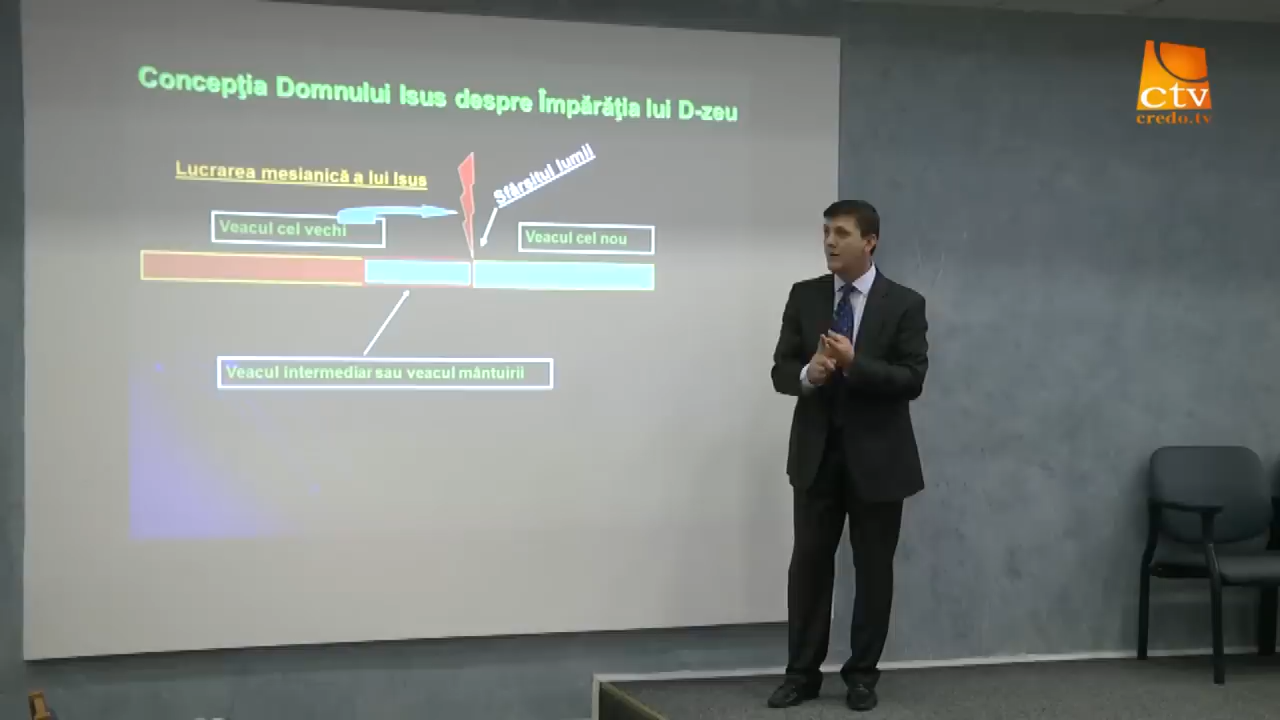 Concepţia Domnului Isus despre Împărăţia lui D-zeu
Lucrarea mesianică a lui Isus
Sfârşitul lumii
Veacul cel vechi
Veacul cel nou
Veacul intermediar sau veacul mântuirii
ctv
credo.tv